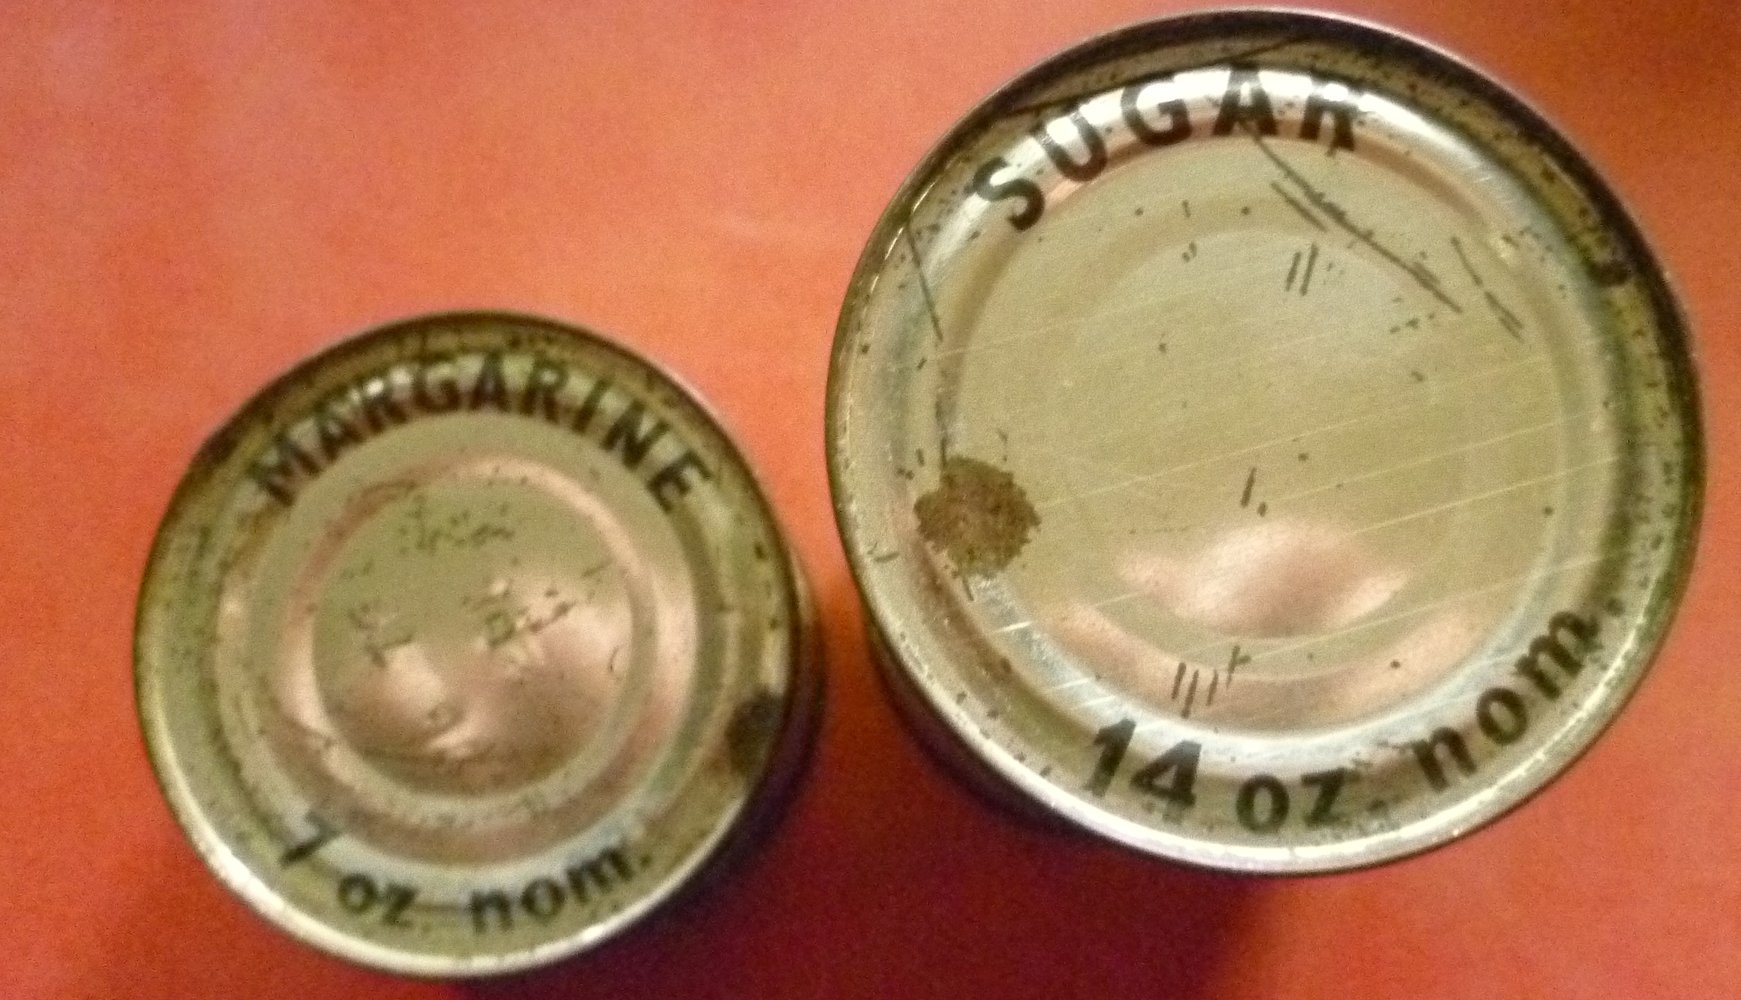 MARGARINE
7 oz nom.
SUGAR
14 oz nom.